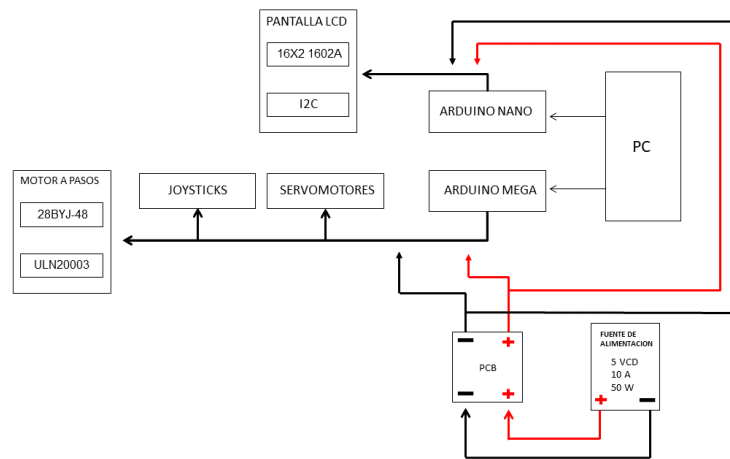 PANTALLA LCD
16X2 1602A
I2C
ARDUINO NANO
PC
MOTOR A PASOS
28BYJ-48
ULN20003
JOYSTICKS
SERVOMOTORES
ARDUINO MEGA
PCB
FUENTE DE
ALIMENTACION
5 VCD
10 A
50 W